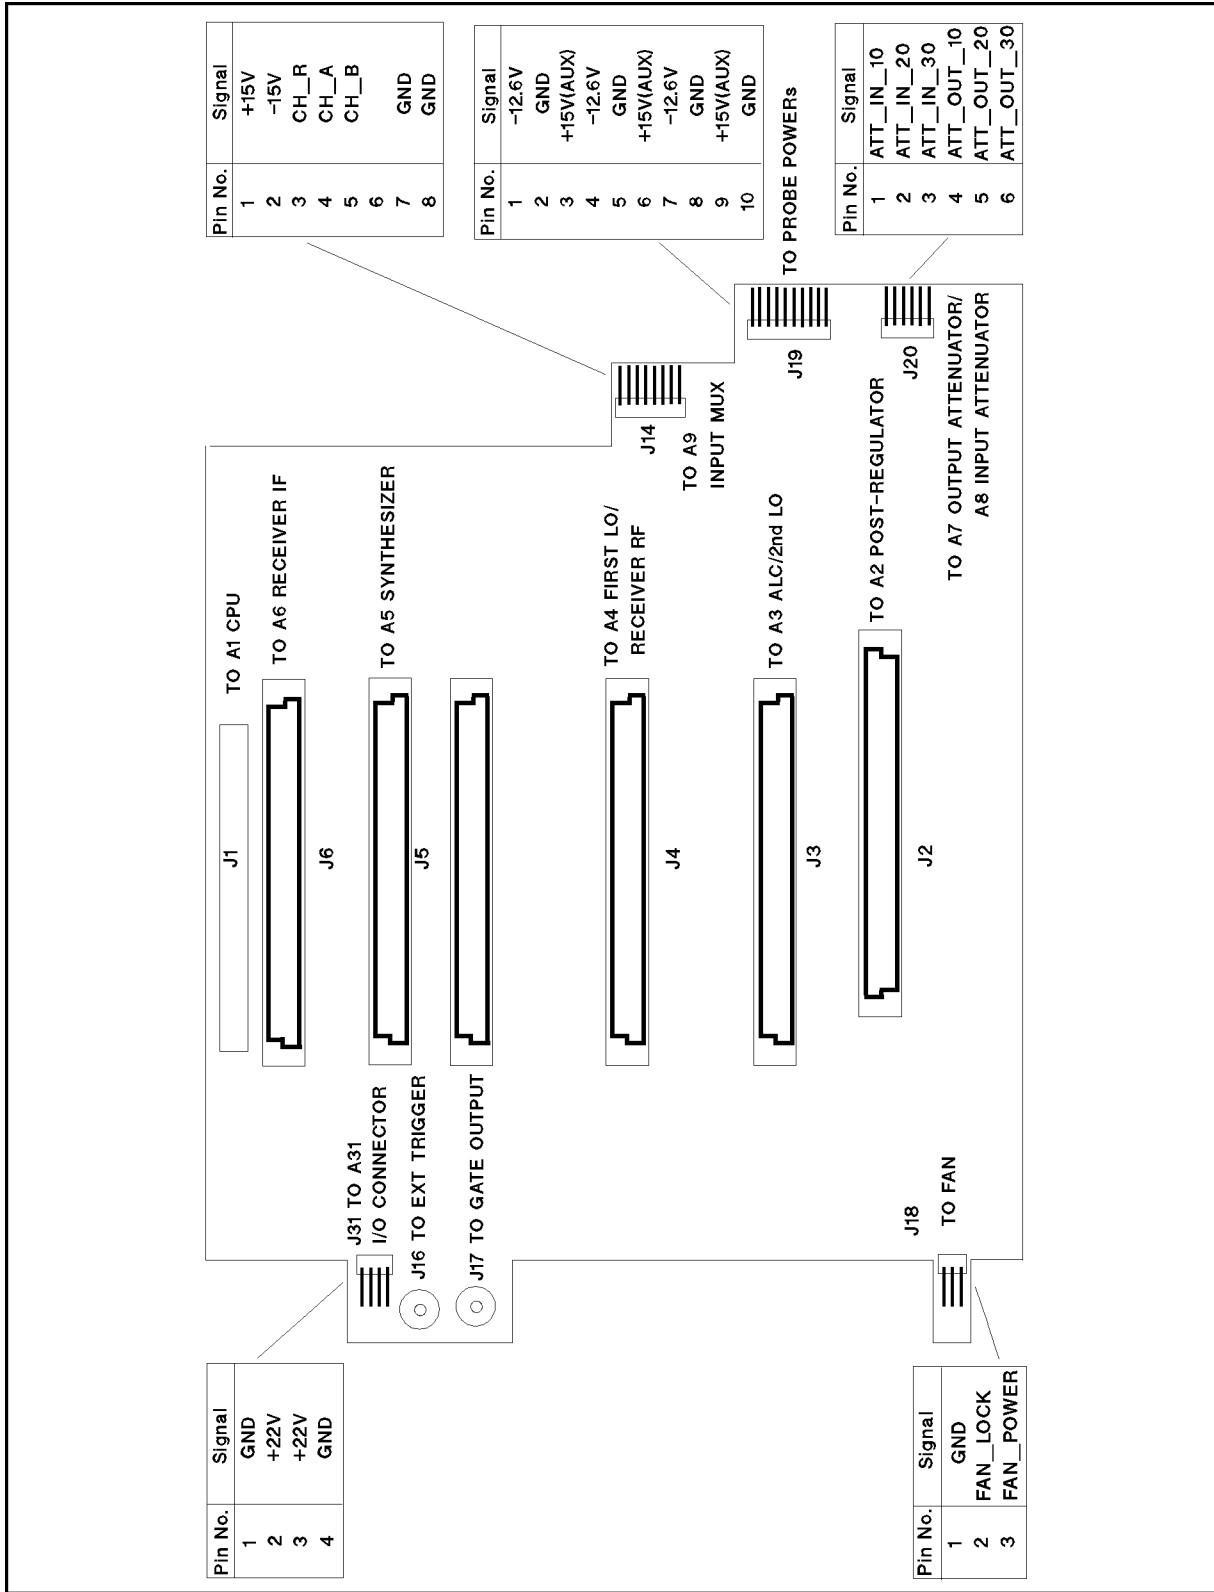 Pin No. Signal
1 GND
2 +22V
3 +22V
4 GND
Pin No. Signal
1 GND
2 FAN_LOCK
3 FAN_POWER
J31 TO A31
I/O CONNECTOR
J16 TO EXT TRIGGER
J17 TO GATE OUTPUT
J18
TO FAN
J1
TO A1 CPU
J6
TO A6 RECEIVER IF
J5
TO A5 SYNTHESIZER
J4
TO A4 FIRST LO/
RECEIVER RF
J3
TO A3 ALC/2nd LO
J2
TO A2 POST-REGULATOR
J14
TO A9
INPUT MUX
J19
TO PROBE POWERs
J20
TO A7 OUTPUT ATTENUATOR/
A8 INPUT ATTENUATOR
Pin No. Signal
1 +15V
2 -15V
3 CH_R
4 CH_A
5 CH_B
6
7 GND
8 GND
Pin No. Signal
1 -12.6V
2 GND
3 +15V(AUX)
4 -12.6V
5 GND
6 +15V(AUX)
7 -12.6V
8 GND
9 +15V(AUX)
10 GND
Pin No. Signal
1 ATT_IN_10
2 ATT_IN_20
3 ATT_IN_30
4 ATT_OUT_10
5 ATT_OUT_20
6 ATT_OUT_30